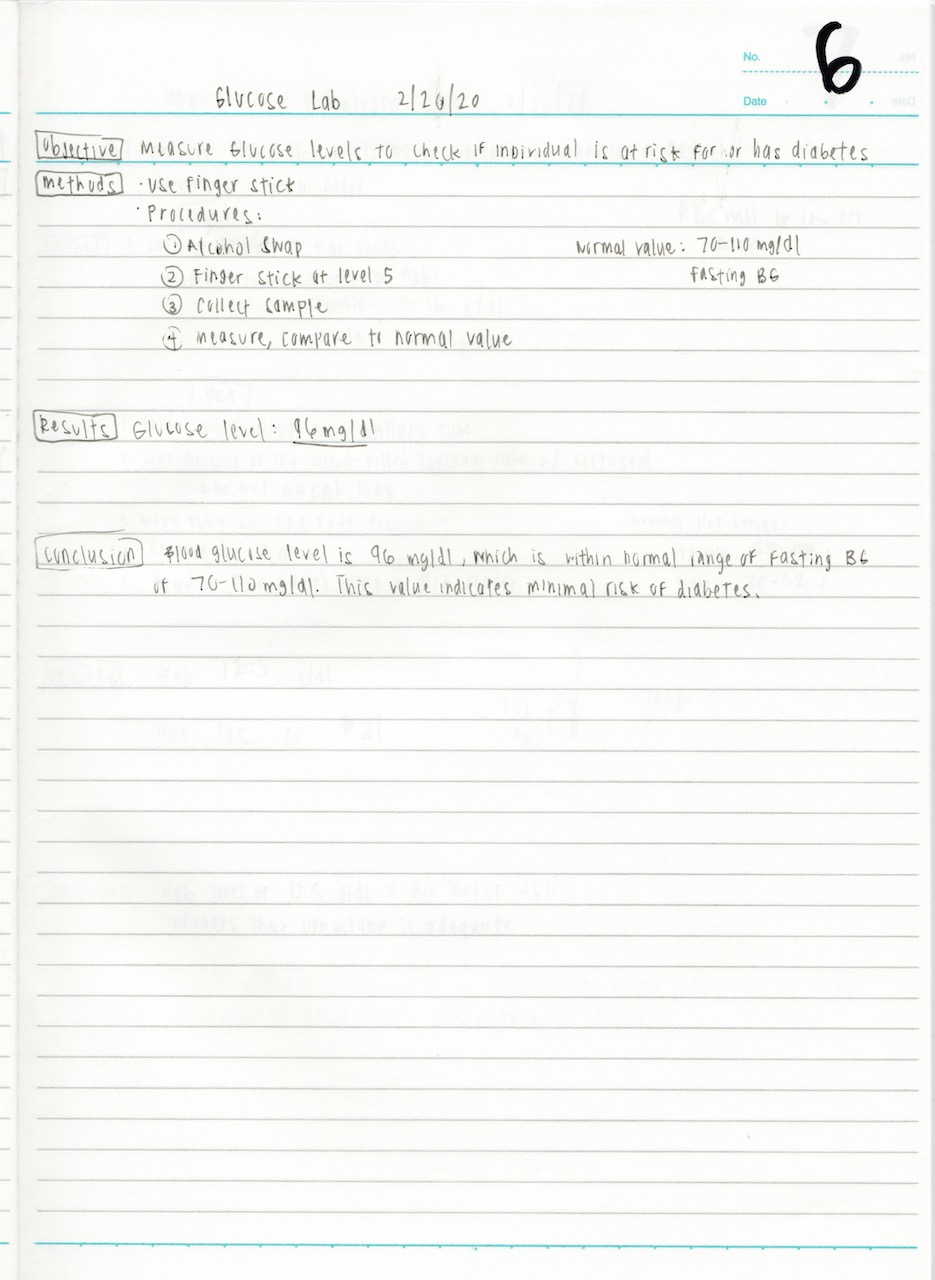 No. 6
Date
Glucose Lab 2/26/20
Objective Measure Glucose levels to check if individual is at risk for or has diabetes
Methods · Use Finger stick
· Procedures:
① Alcohol Swap
Normal value: 70-110 mg/dl
② Finger stick at level 5
Fasting BG
③ Collect sample
④ Measure, compare to normal value
Results Glucose level: 96 mg/dl
Conclusion Blood glucose level is 96 mg/dl, which is within normal range of Fasting BG
of 70-110 mg/dl. This value indicates minimal risk of diabetes.